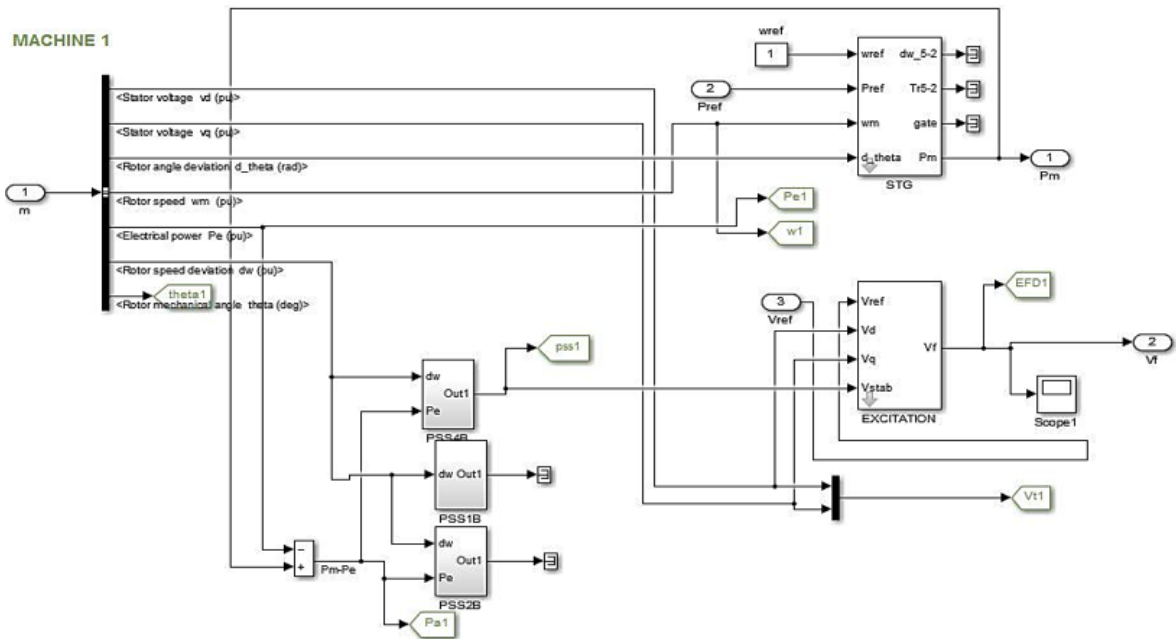 MACHINE 1
wref
1
wref
dw_5-2
2
Pref
Pref
Tr5-2
wm
gate
d_theta
Pm
STG
1
Pm
<Stator voltage vd (pu)>
<Stator voltage vq (pu)>
<Rotor angle deviation d_theta (rad)>
1
m
<Rotor speed wm (pu)>
Pe1
<Electrical power Pe (pu)>
w1
<Rotor speed deviation dw (pu)>
theta1
<Rotor mechanical angle theta (deg)>
3
Vref
Vref
EFD1
Vd
Vq
Vf
Vstab
EXCITATION
2
Vf
Scope1
pss1
dw
Out1
Pe
PSS4B
dw Out1
PSS1B
Vt1
dw
Out1
Pe
PSS2B
−
+
Pm-Pe
Pa1